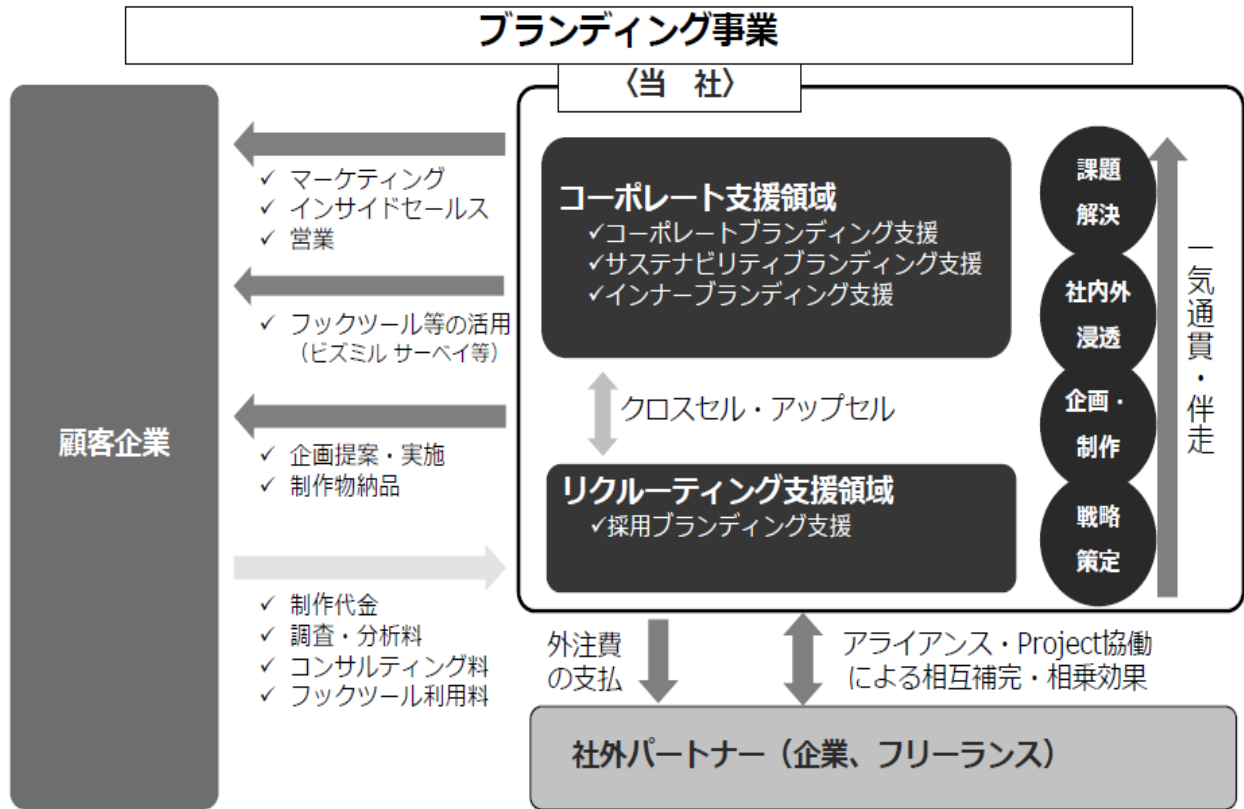 ブランディング事業
〈当　社〉
顧客企業
✓ マーケティング
✓ インサイドセールス
✓ 営業
✓ フックツール等の活用
（ビズミル サーベイ等）
✓ 企画提案・実施
✓ 制作物納品
✓ 制作代金
✓ 調査・分析料
✓ コンサルティング料
✓ フックツール利用料
コーポレート支援領域
✓コーポレートブランディング支援
✓サステナビリティブランディング支援
✓インナーブランディング支援
クロスセル・アップセル
リクルーティング支援領域
✓採用ブランディング支援
課題
解決
社内外
浸透
企画・
制作
戦略
策定
一気通貫・伴走
外注費
の支払
アライアンス・Project協働
による相互補完・相乗効果
社外パートナー（企業、フリーランス）